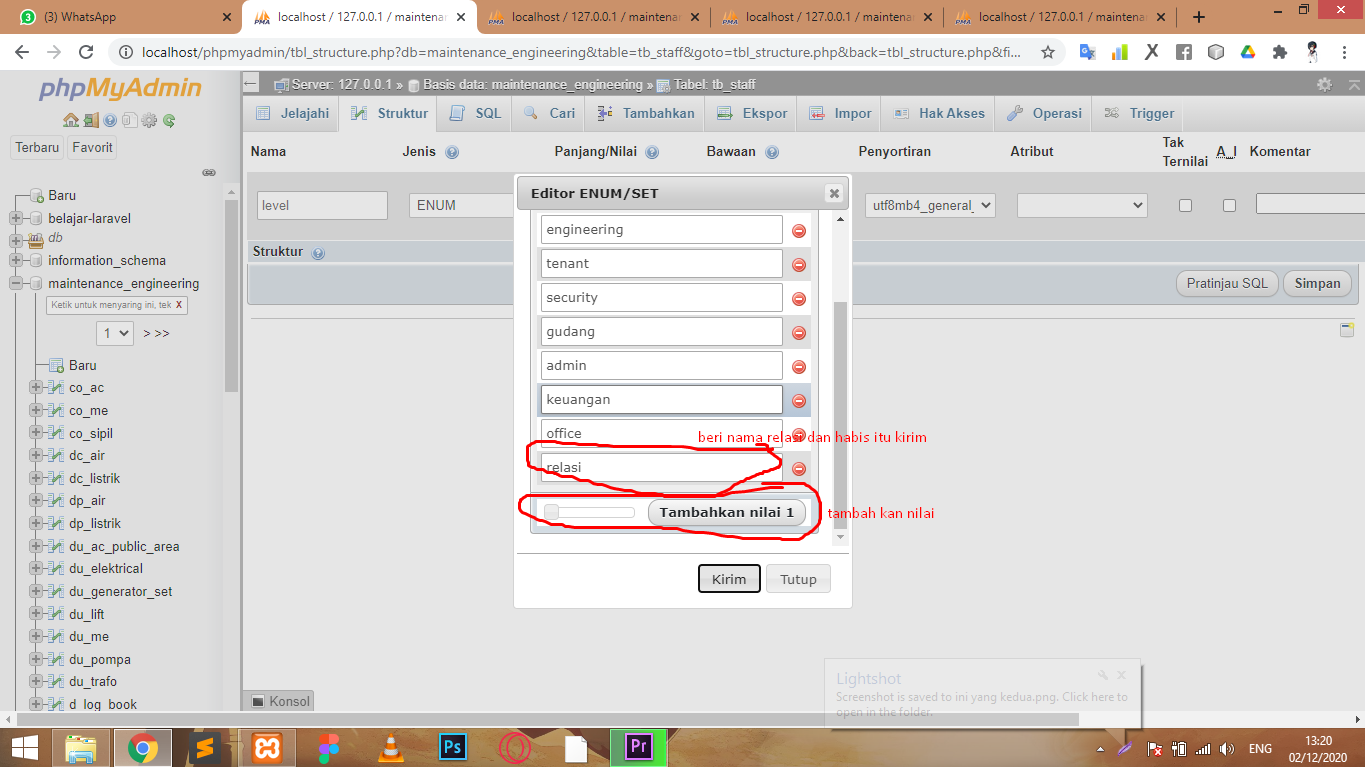 (3) WhatsApp
localhost / 127.0.0.1 / maintenan
localhost / 127.0.0.1 / maintenan
localhost / 127.0.0.1 / maintenan
localhost / 127.0.0.1 / maintenan
localhost/phpmyadmin/tbl_structure.php?db=maintenance_engineering&table=tb_staff&goto=tbl_structure.php&back=tbl_structure.php&fi...
phpMyAdmin
Terbaru
Favorit
Baru
belajar-laravel
db
information_schema
maintenance_engineering
Ketik untuk menyaring ini, tek X
1 > >>
Baru
co_ac
co_me
co_sipil
dc_air
dc_listrik
dp_air
dp_listrik
du_ac_public_area
du_elektrical
du_generator_set
du_lift
du_me
du_pompa
du_trafo
d_log_book
Server: 127.0.0.1 » Basis data: maintenance_engineering » Tabel: tb_staff
Jelajahi Struktur SQL Cari Tambahkan Ekspor Impor Hak Akses Operasi Trigger
Nama Jenis Panjang/Nilai Bawaan Penyortiran Atribut Tak Ternilai A_I Komentar
level ENUM utf8mb4_general_
Struktur
Pratinjau SQL Simpan
Editor ENUM/SET
engineering
tenant
security
gudang
admin
keuangan
office
beri nama relasi dan habis itu kirim
relasi
Tambahkan nilai 1
tambah kan nilai
Kirim Tutup
Konsol
Lightshot
Screenshot is saved to ini yang kedua.png. Click here to
open in the folder.
Ps
Pr
ENG
13:20
02/12/2020